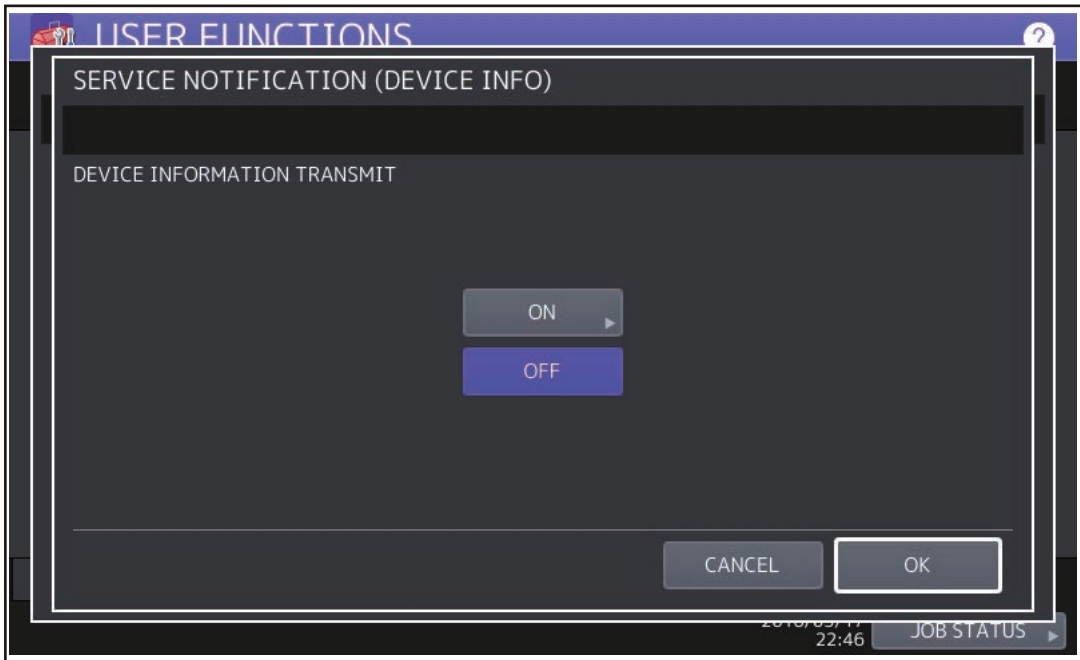 USER FUNCTIONS
?
SERVICE NOTIFICATION (DEVICE INFO)
DEVICE INFORMATION TRANSMIT
ON
OFF
CANCEL
OK
22:46
JOB STATUS